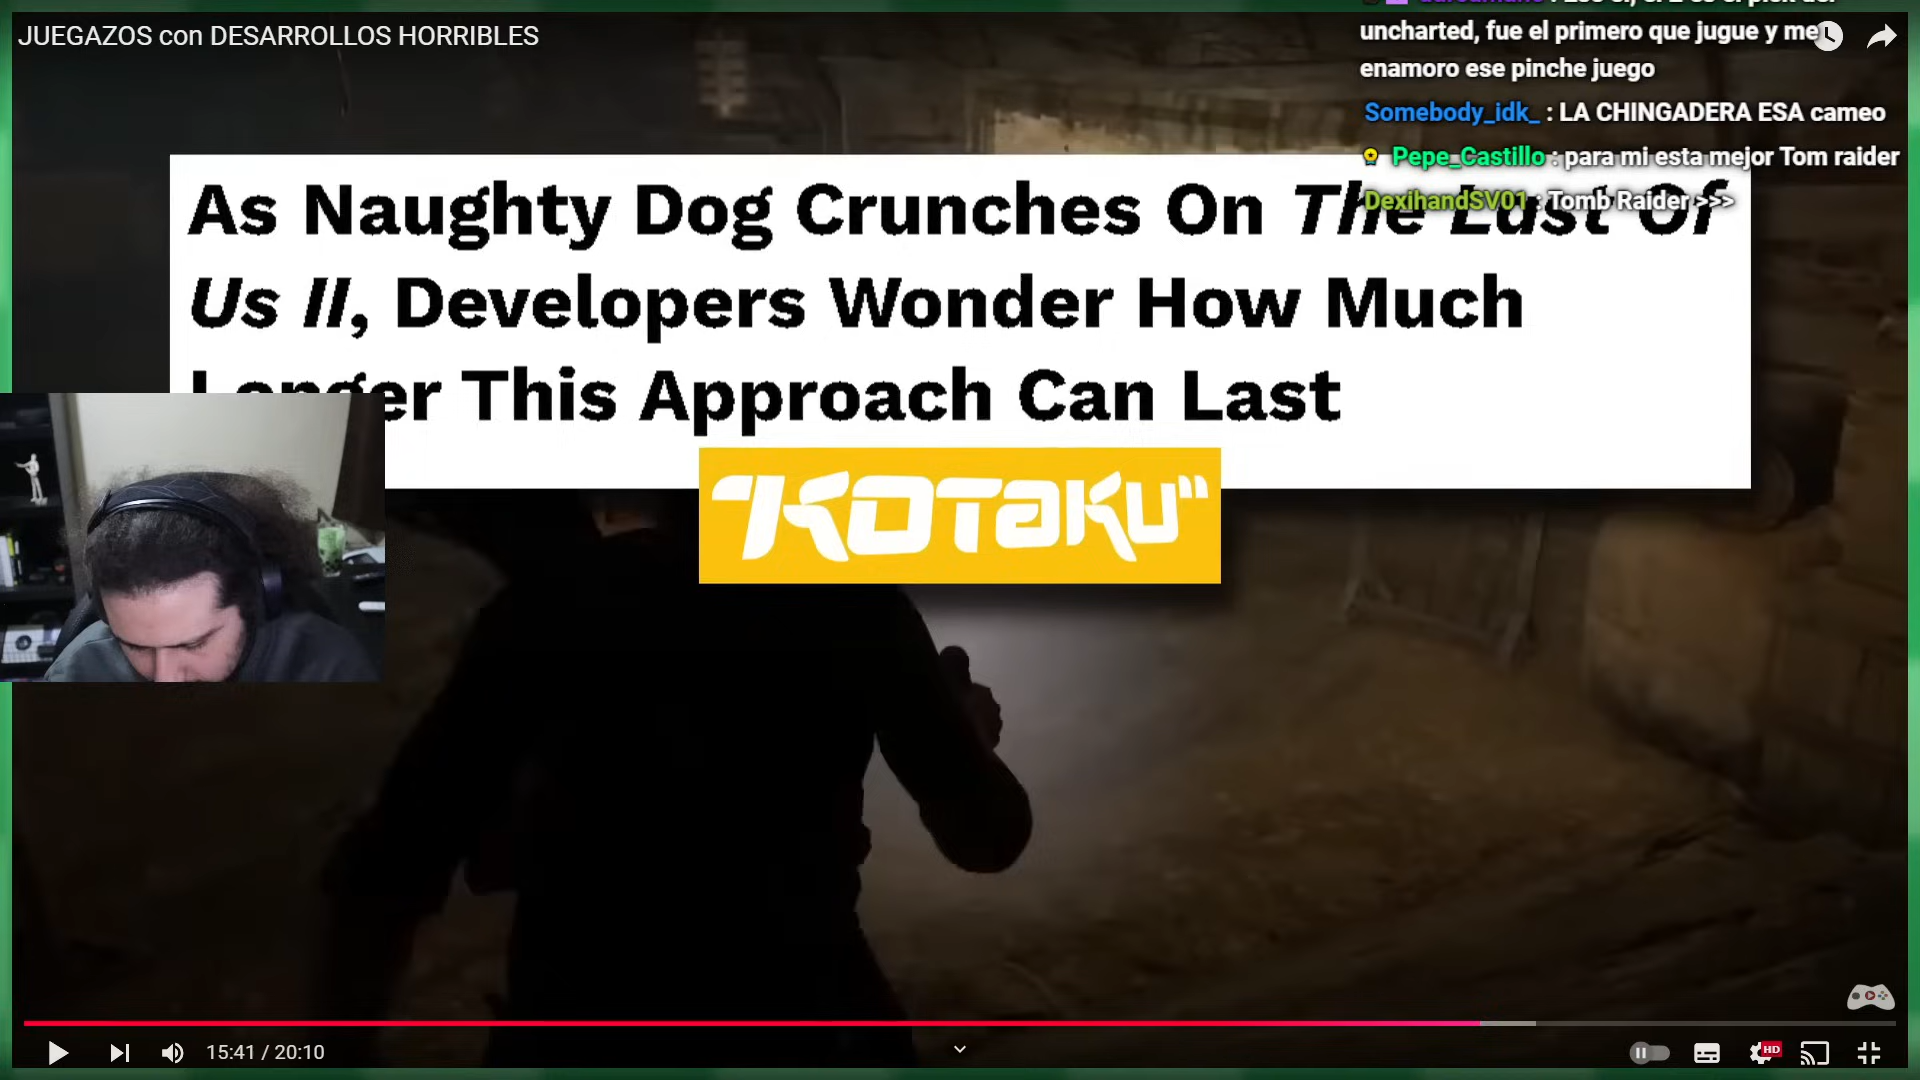 JUEGAZOS con DESARROLLOS HORRIBLES
uncharted, fue el primero que jugue y me
enamoro ese pinche juego
Somebody_idk_ : LA CHINGADERA ESA cameo
Pepe_Castillo : para mi esta mejor Tom raider
DexihandSV01 : Tomb Raider >>>
As Naughty Dog Crunches On The Last Of
Us II, Developers Wonder How Much
Longer This Approach Can Last
"KOTAKU"
15:41 / 20:10
HD